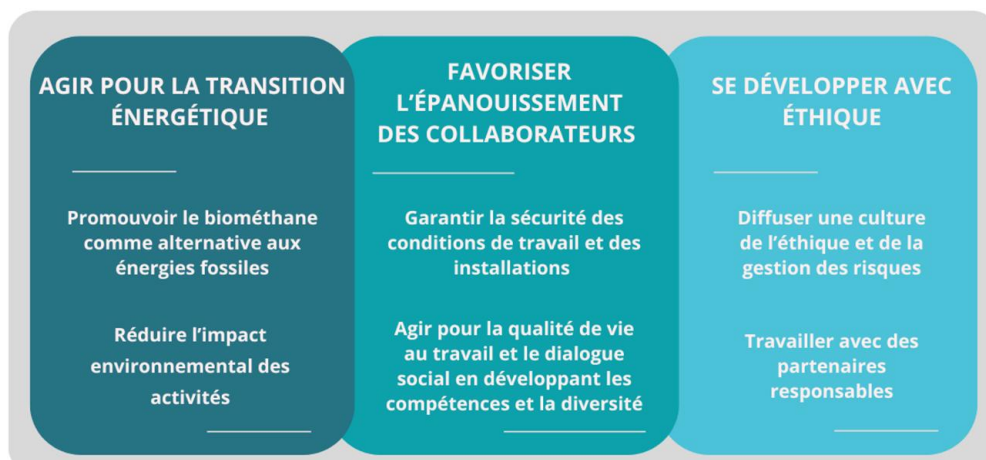 AGIR POUR LA TRANSITION
ÉNERGÉTIQUE
Promouvoir le biométhane
comme alternative aux
énergies fossiles
Réduire l’impact
environnemental des
activités
FAVORISER
L’ÉPANOUISSEMENT
DES COLLABORATEURS
Garantir la sécurité des
conditions de travail et des
installations
Agir pour la qualité de vie
au travail et le dialogue
social en développant les
compétences et la diversité
SE DÉVELOPPER AVEC
ÉTHIQUE
Diffuser une culture
de l’éthique et de la
gestion des risques
Travailler avec des
partenaires
responsables